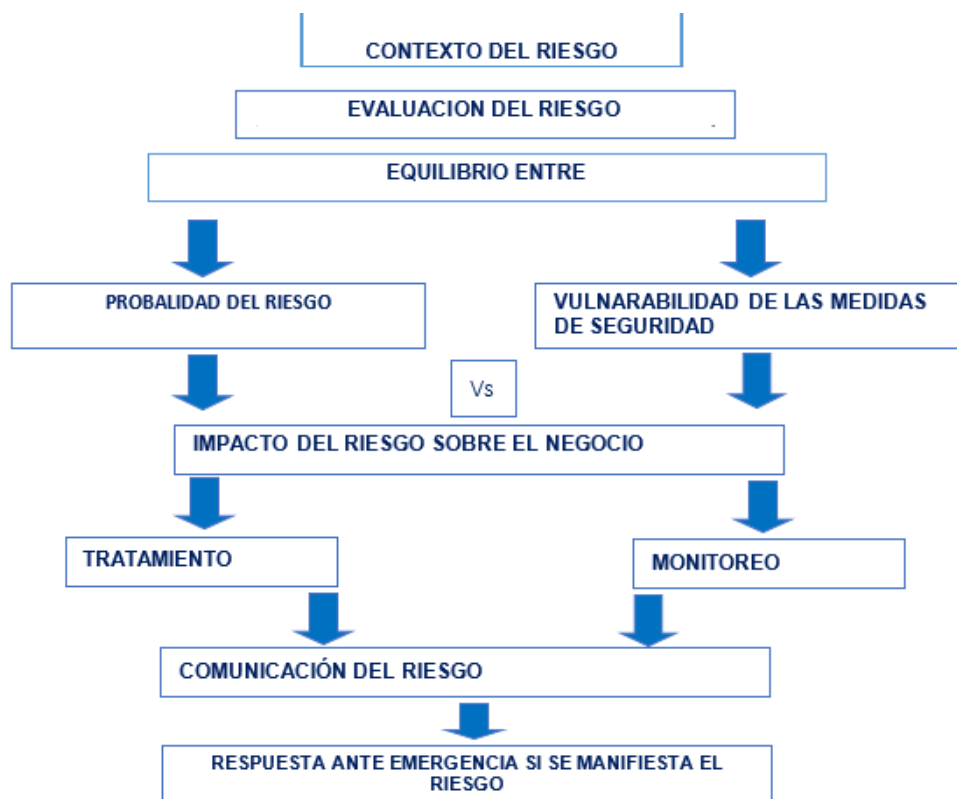 CONTEXTO DEL RIESGO
EVALUACION DEL RIESGO
EQUILIBRIO ENTRE
PROBALIDAD DEL RIESGO
VULNARABILIDAD DE LAS MEDIDAS
DE SEGURIDAD
Vs
IMPACTO DEL RIESGO SOBRE EL NEGOCIO
TRATAMIENTO
MONITOREO
COMUNICACIÓN DEL RIESGO
RESPUESTA ANTE EMERGENCIA SI SE MANIFIESTA EL
RIESGO